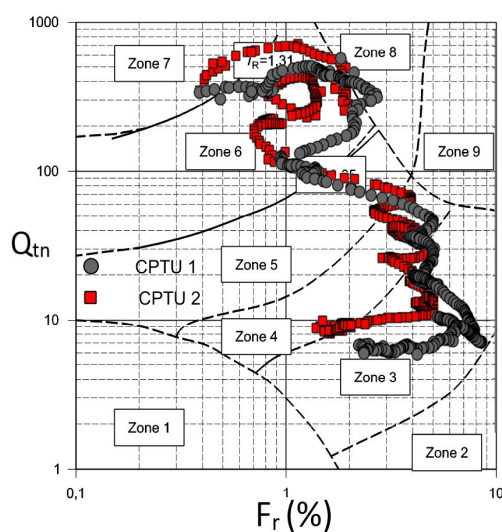 1000
Zone 7
Zone 8
I_R=1.31
Zone 6
Zone 9
100
Q_tn
CPTU 1
Zone 5
CPTU 2
10
Zone 4
Zone 3
Zone 1
Zone 2
1
0,1
1
10
F_r (%)